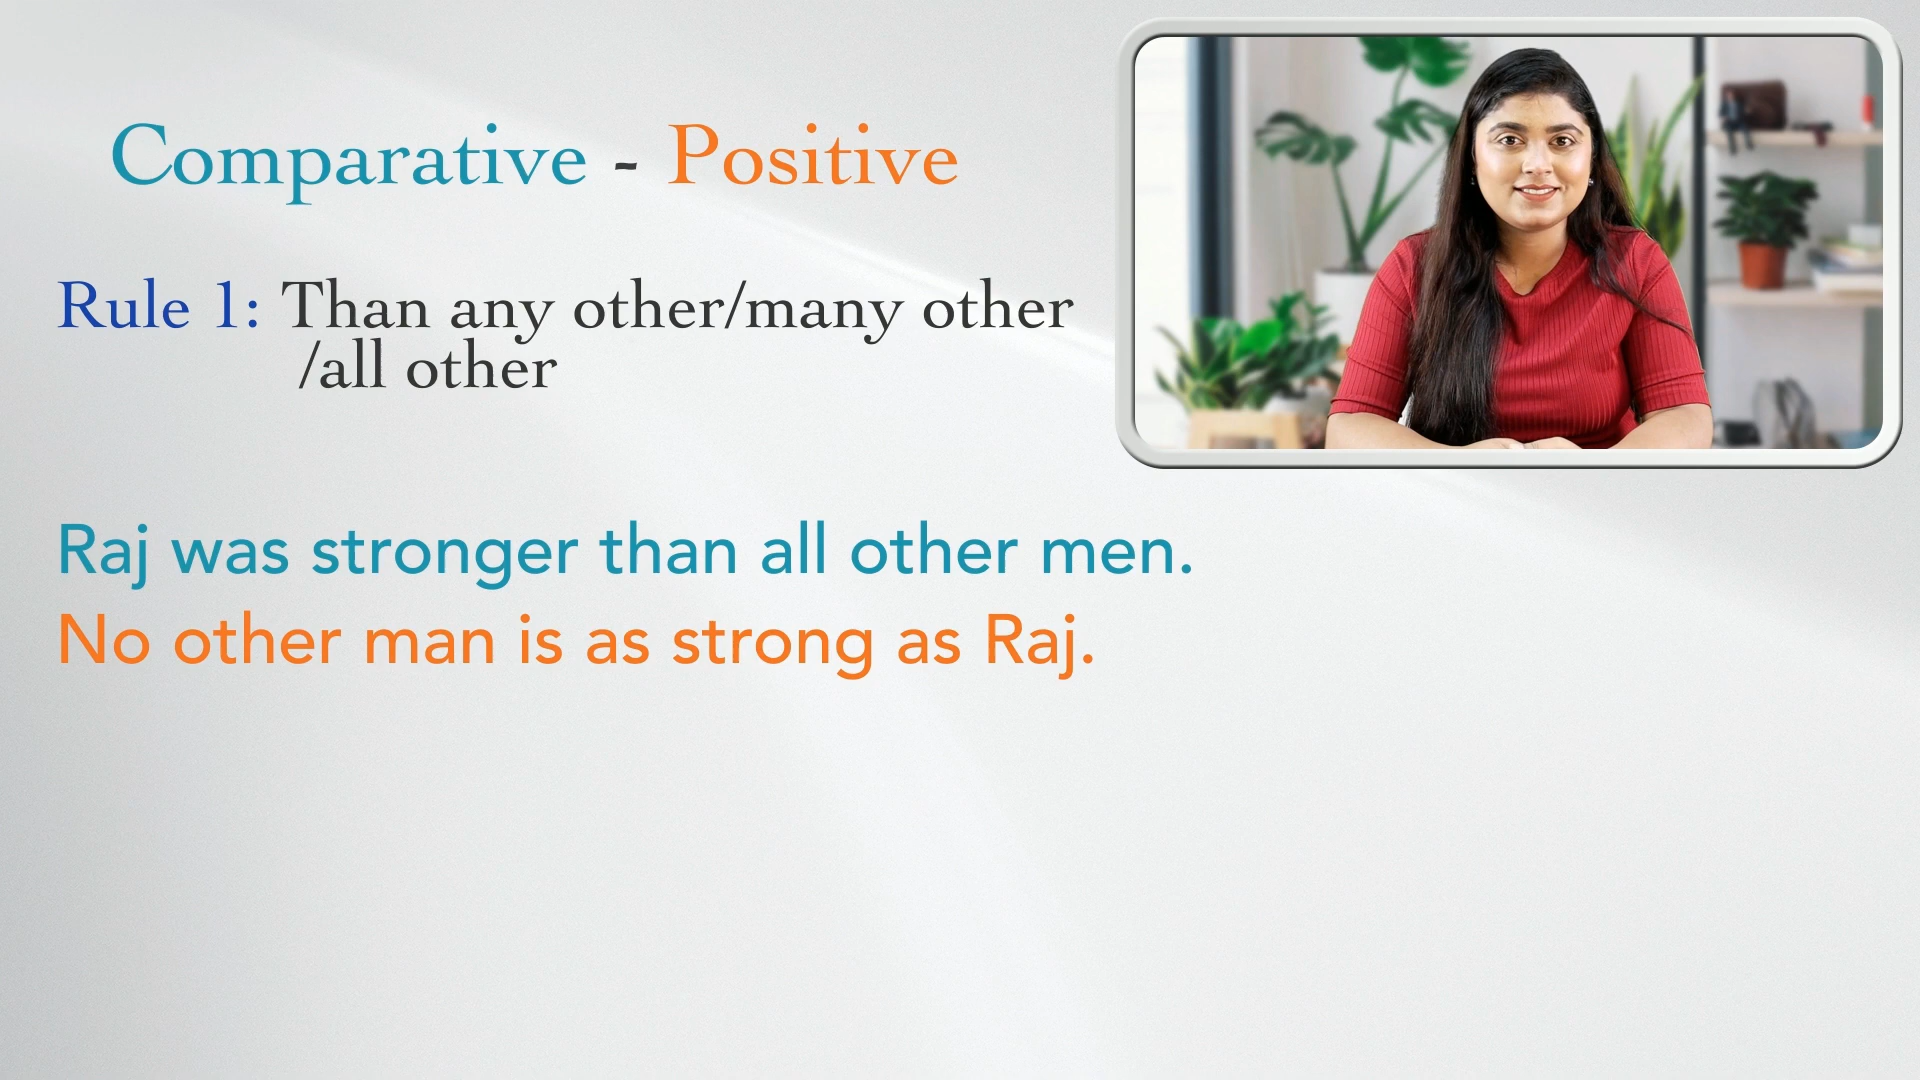 Comparative - Positive
Rule 1: Than any other/many other
/all other
Raj was stronger than all other men.
No other man is as strong as Raj.